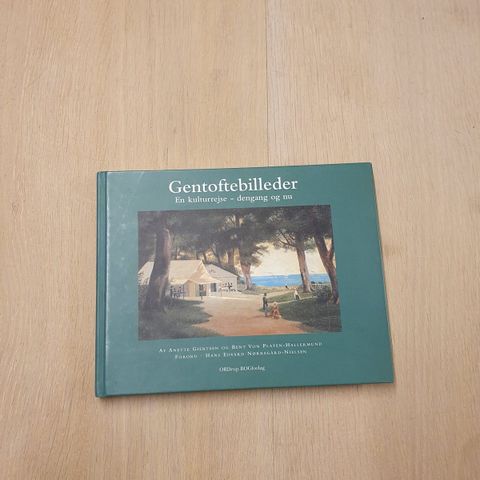 Gentoftebilleder
En kulturrejse – dengang og nu
Af Anette Gjertsen og Bent Von Platen-Hallermund
Forord · Hans Edvard Nørregård-Nielsen
ORDrup BOGforlag